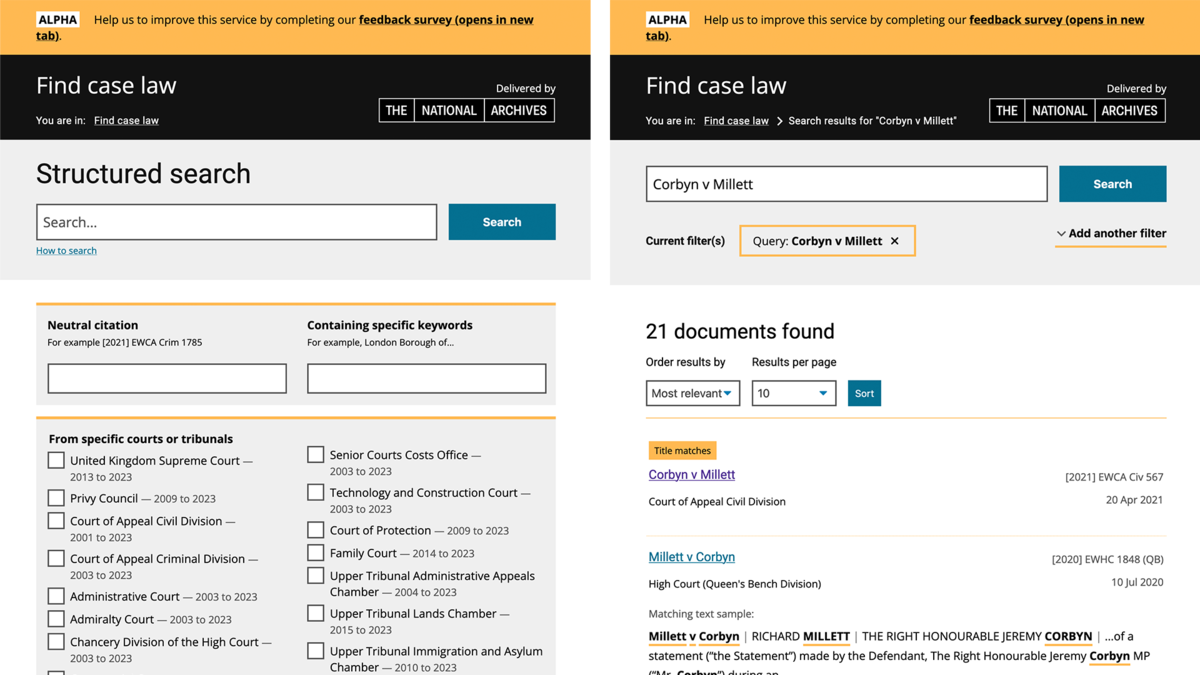 ALPHA Help us to improve this service by completing our feedback survey (opens in new
tab).
Find case law
Delivered by
You are in: Find case law
THE NATIONAL ARCHIVES
Structured search
Search...
Search
How to search
Neutral citation
For example [2021] EWCA Crim 1785
Containing specific keywords
For example, London Borough of...
From specific courts or tribunals
United Kingdom Supreme Court —
2013 to 2023
Privy Council — 2009 to 2023
Court of Appeal Civil Division —
2001 to 2023
Court of Appeal Criminal Division —
2003 to 2023
Administrative Court — 2003 to 2023
Admiralty Court — 2003 to 2023
Chancery Division of the High Court —
2003 to 2023
Senior Courts Costs Office —
2003 to 2023
Technology and Construction Court —
2003 to 2023
Court of Protection — 2009 to 2023
Family Court — 2014 to 2023
Upper Tribunal Administrative Appeals
Chamber — 2004 to 2023
Upper Tribunal Lands Chamber —
2015 to 2023
Upper Tribunal Immigration and Asylum
Chamber — 2010 to 2023
ALPHA Help us to improve this service by completing our feedback survey (opens in new
tab).
Find case law
Delivered by
You are in: Find case law > Search results for "Corbyn v Millett"
THE NATIONAL ARCHIVES
Corbyn v Millett
Search
Current filter(s)
Query: Corbyn v Millett ×
Add another filter
21 documents found
Order results by
Results per page
Most relevant
10
Sort
Title matches
Corbyn v Millett
[2021] EWCA Civ 567
Court of Appeal Civil Division
20 Apr 2021
Millett v Corbyn
[2020] EWHC 1848 (QB)
High Court (Queen's Bench Division)
10 Jul 2020
Matching text sample:
Millett v Corbyn | RICHARD MILLETT | THE RIGHT HONOURABLE JEREMY CORBYN | ...of a
statement (“the Statement”) made by the Defendant, The Right Honourable Jeremy Corbyn MP
(“Mr. Corbyn”) during an